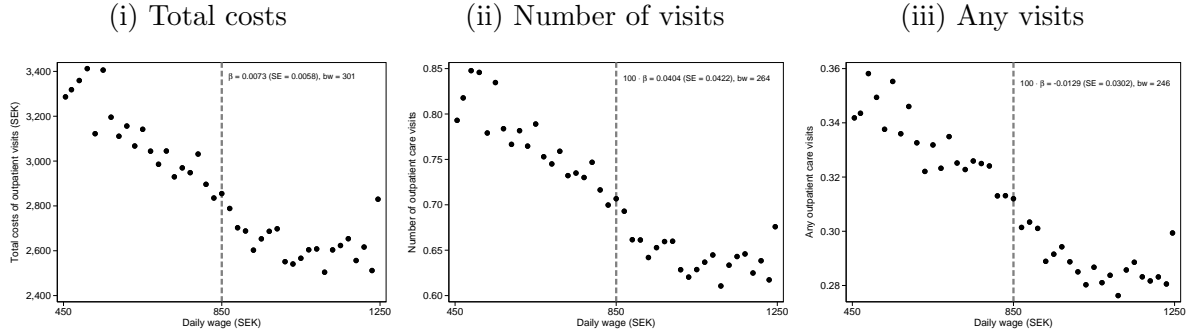 (i) Total costs
Total costs of outpatient visits (SEK)
3,400
3,200
3,000
2,800
2,600
2,400
β = 0.0073 (SE = 0.0058), bw = 301
450
850
1250
Daily wage (SEK)
(ii) Number of visits
Number of outpatient care visits
0.85
0.80
0.75
0.70
0.65
0.60
100 · β = 0.0404 (SE = 0.0422), bw = 264
450
850
1250
Daily wage (SEK)
(iii) Any visits
Any outpatient care visits
0.36
0.34
0.32
0.30
0.28
100 · β = -0.0129 (SE = 0.0302), bw = 246
450
850
1250
Daily wage (SEK)